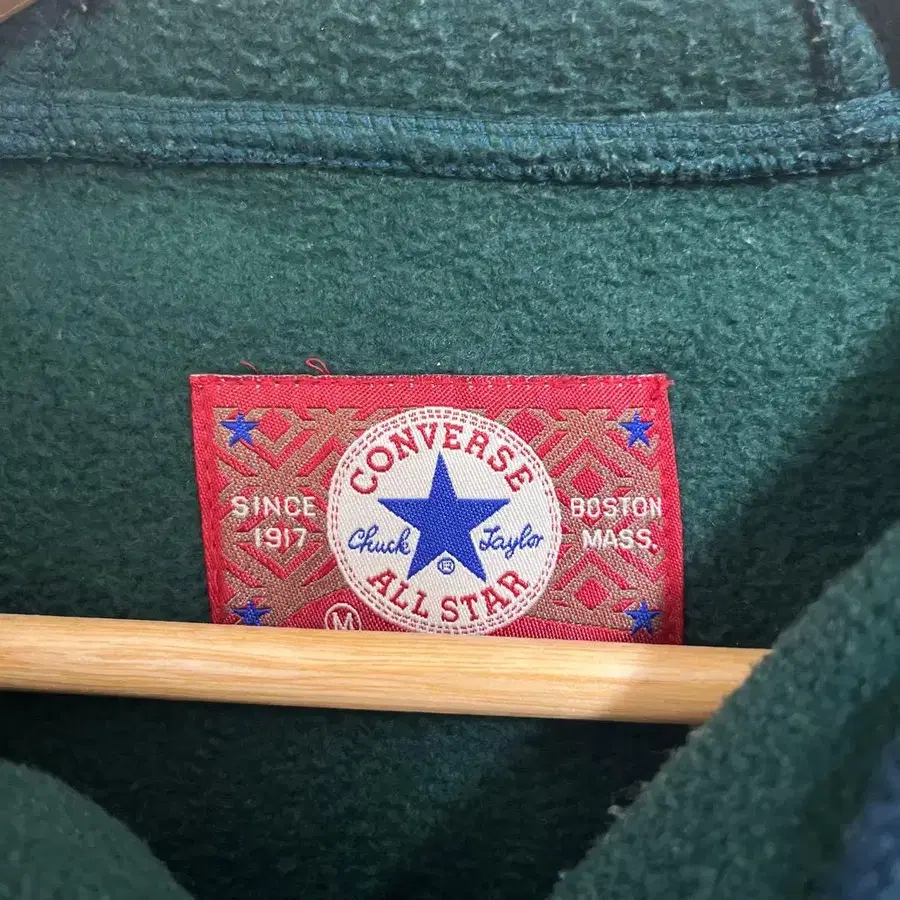 CONVERSE
SINCE
1917
Chuck Taylor
BOSTON
MASS.
®
ALL STAR
M